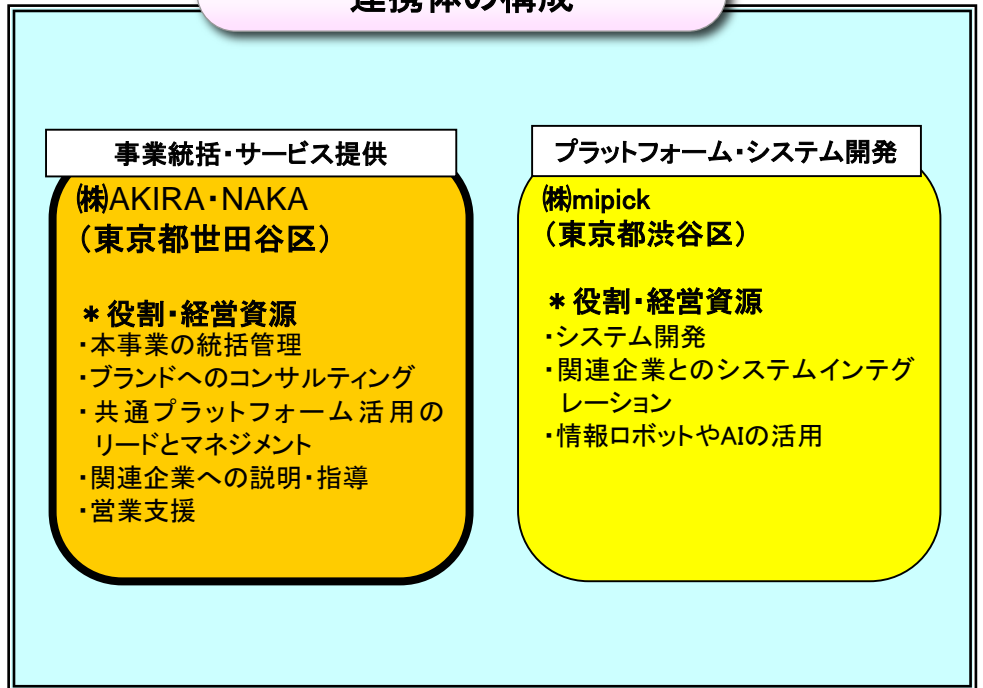 連携体の構成
事業統括・サービス提供
㈱AKIRA・NAKA
（東京都世田谷区）
＊役割・経営資源
・本事業の統括管理
・ブランドへのコンサルティング
・共通プラットフォーム活用の
リードとマネジメント
・関連企業への説明・指導
・営業支援
プラットフォーム・システム開発
㈱mipick
（東京都渋谷区）
＊役割・経営資源
・システム開発
・関連企業とのシステムインテグ
レーション
・情報ロボットやAIの活用